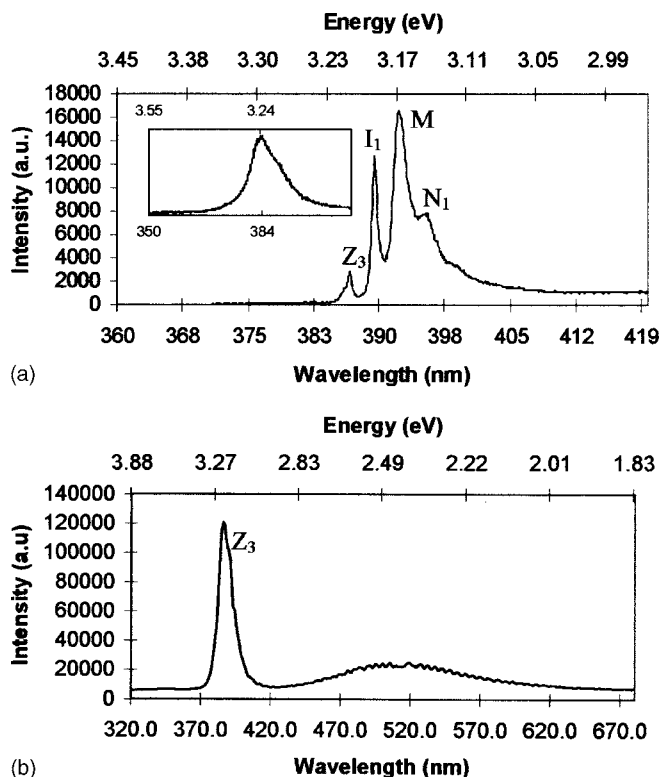 Energy (eV)
3.45 3.38 3.30 3.23 3.17 3.11 3.05 2.99
18000
16000
14000
12000
10000
8000
6000
4000
2000
0
Intensity (a.u.)
3.55 3.24
350 384
Z3
I1
M
N1
360 368 375 383 390 398 405 412 419
(a)
Wavelength (nm)
Energy (eV)
3.88 3.27 2.83 2.49 2.22 2.01 1.83
140000
120000
100000
80000
60000
40000
20000
0
Intensity (a.u)
Z3
320.0 370.0 420.0 470.0 520.0 570.0 620.0 670.0
(b)
Wavelength (nm)